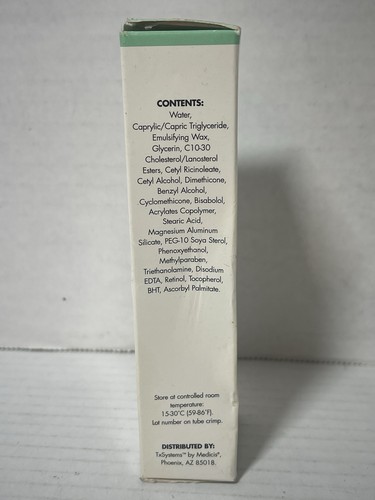 CONTENTS:
Water,
Caprylic/Capric Triglyceride,
Emulsifying Wax,
Glycerin, C10-30
Cholesterol/Lanosterol
Esters, Cetyl Ricinoleate,
Cetyl Alcohol, Dimethicone,
Benzyl Alcohol,
Cyclomethicone, Bisabolol,
Acrylates Copolymer,
Stearic Acid,
Magnesium Aluminum
Silicate, PEG-10 Soya Sterol,
Phenoxyethanol,
Methylparaben,
Triethanolamine, Disodium
EDTA, Retinol, Tocopherol,
BHT, Ascorbyl Palmitate.
Store at controlled room
temperature:
15-30°C (59-86°F).
Lot number on tube crimp.
DISTRIBUTED BY:
TxSystems™ by Medicis®,
Phoenix, AZ 85018.